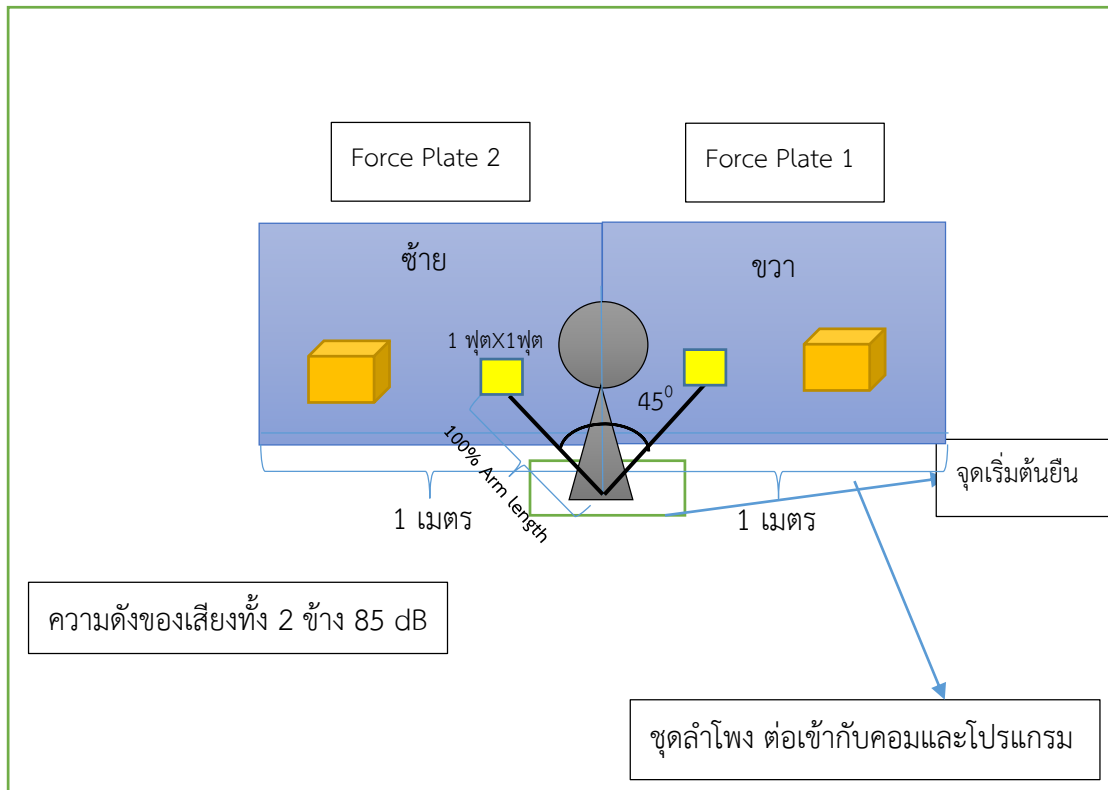 Force Plate 2
Force Plate 1
ซ้าย
ขวา
1 ฟุตX1ฟุต
45⁰
100% Arm length
จุดเริ่มต้นยืน
1 เมตร
1 เมตร
ความดังของเสียงทั้ง 2 ข้าง 85 dB
ชุดลำโพง ต่อเข้ากับคอมและโปรแกรม